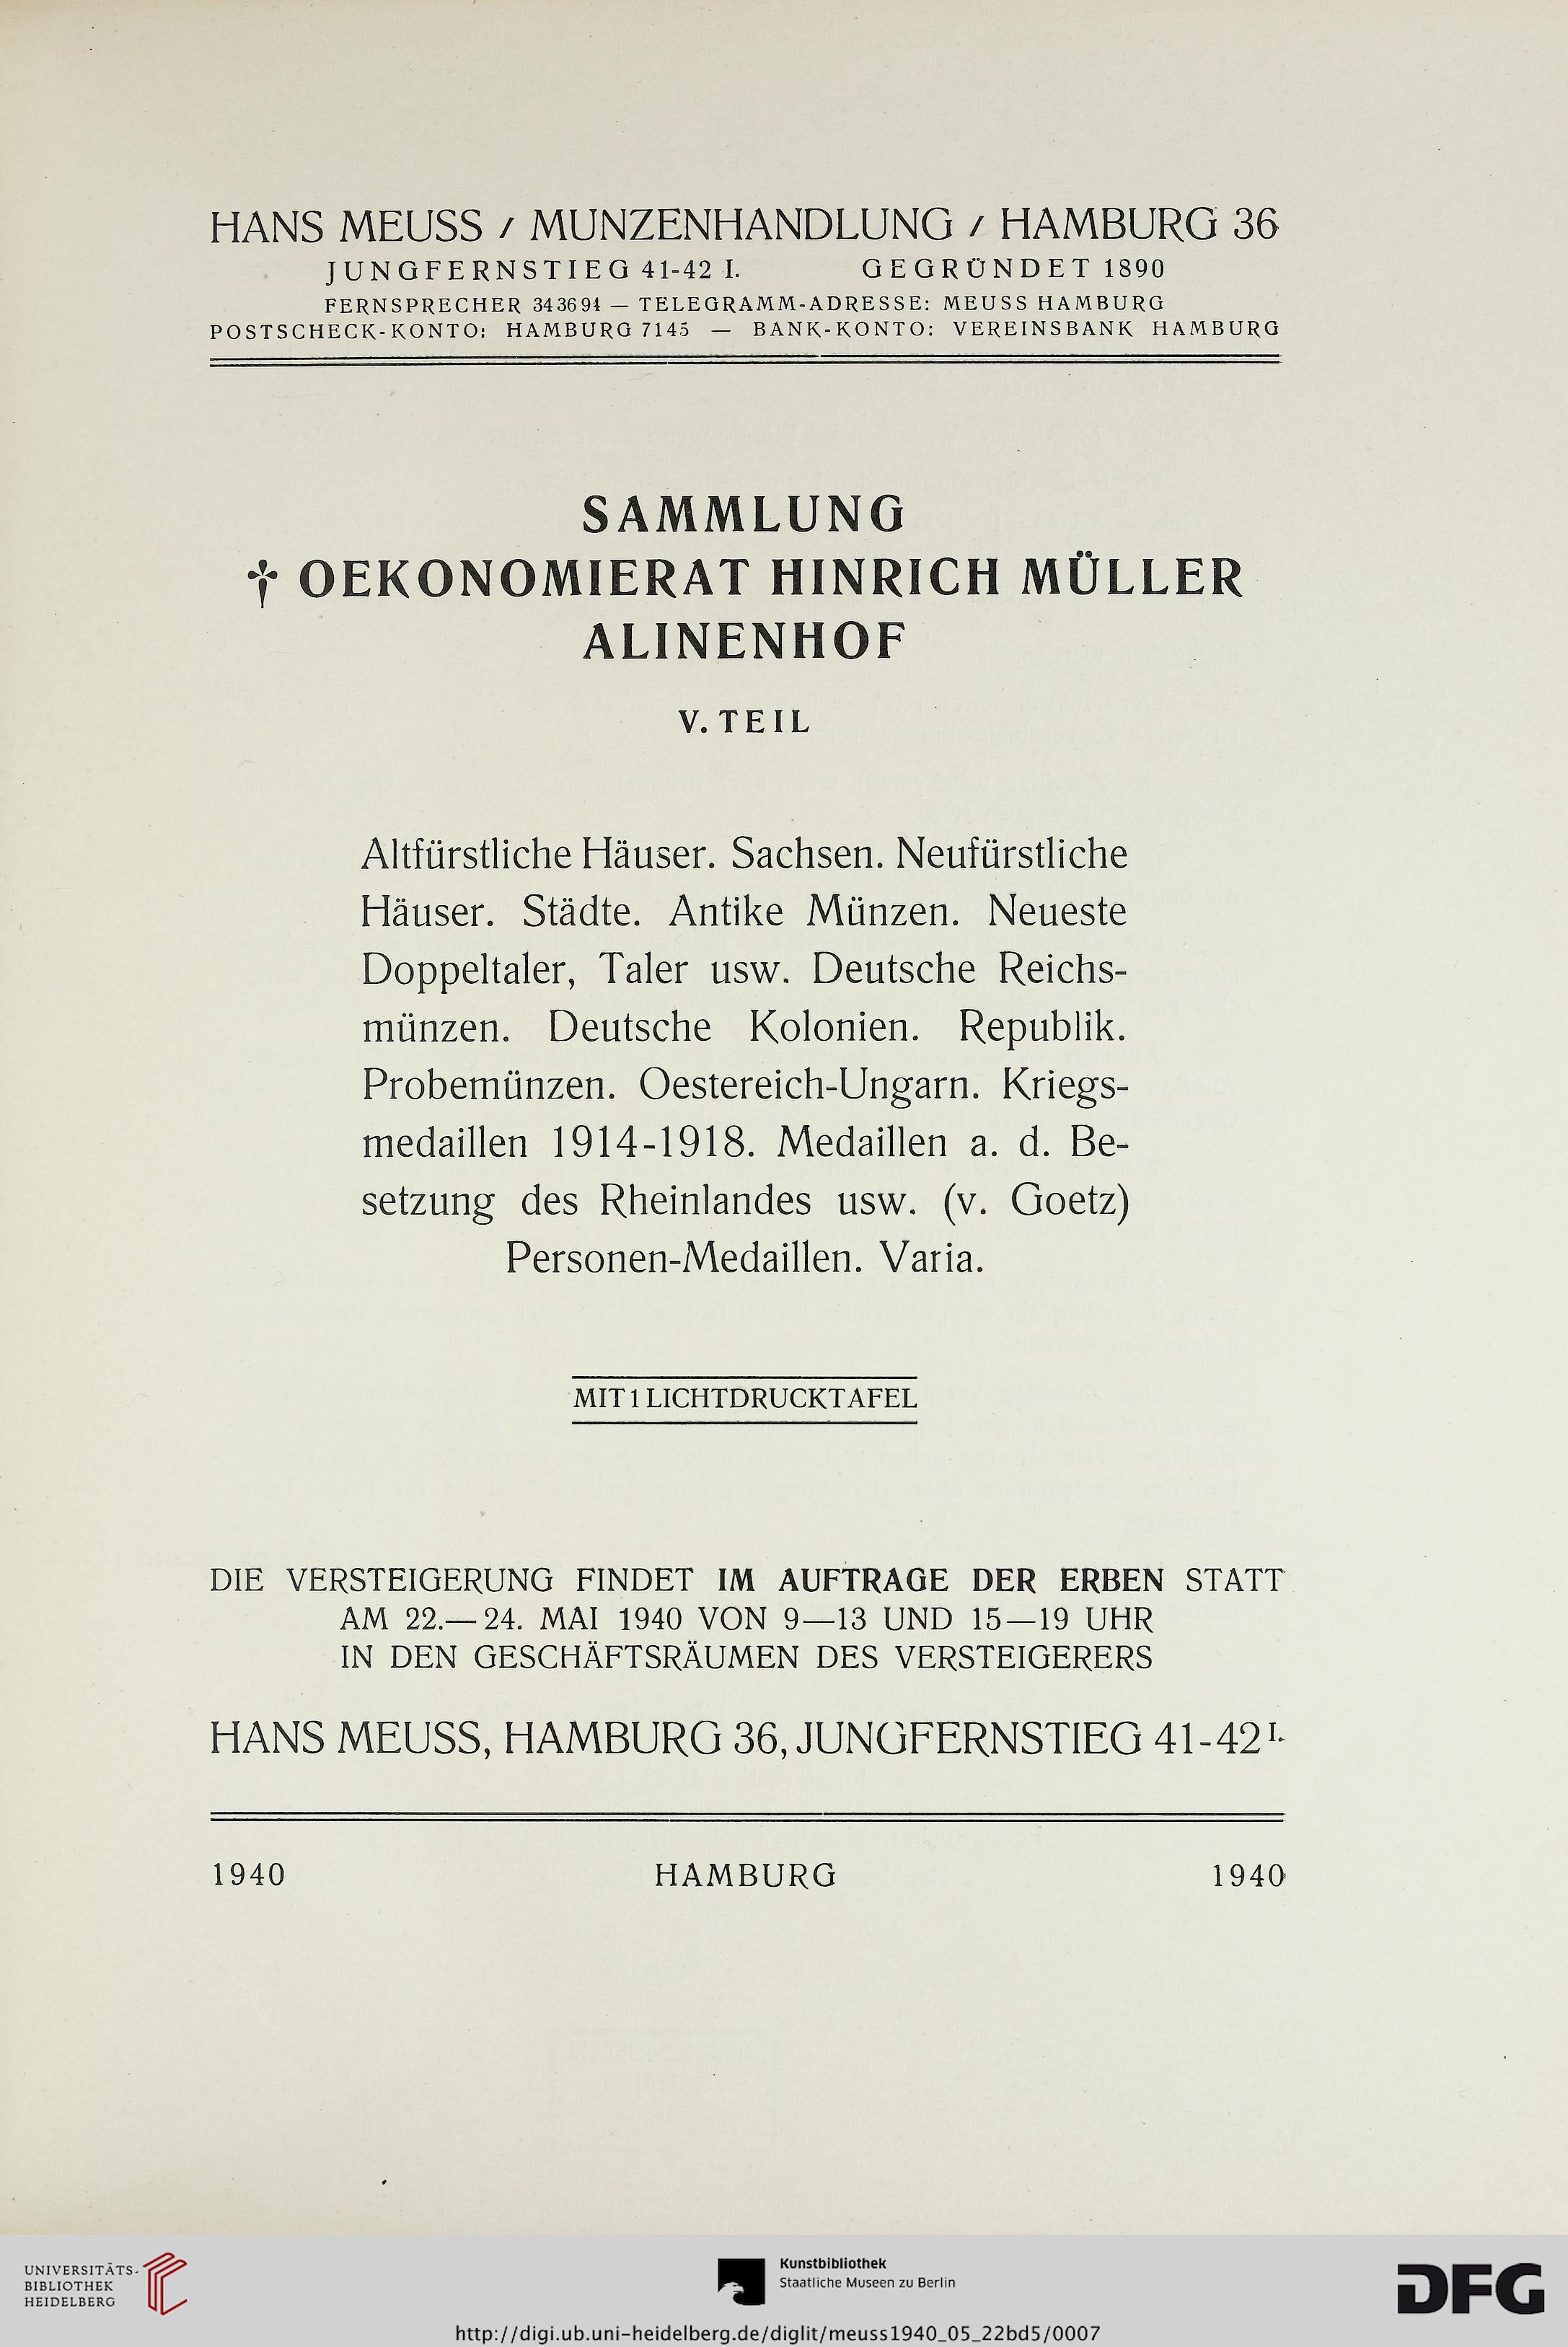 HANS MEUSS / MUNZENHANDLUNG / HAMBURG 36
JUNGFERNSTIEG 41-42 I. GEGRÜNDET 1890
FERNSPRECHER 343694 — TELEGRAMM-ADRESSE: MEUSS HAMBURG
POSTSCHECK-KONTO: HAMBURG 7145 — BANK-KONTO: VEREINSBANK HAMBURG
SAMMLUNG
† OEKONOMIERAT HINRICH MÜLLER
ALINENHOF
V. TEIL
Altfürstliche Häuser. Sachsen. Neufürstliche
Häuser. Städte. Antike Münzen. Neueste
Doppeltaler, Taler usw. Deutsche Reichs-
münzen. Deutsche Kolonien. Republik.
Probemünzen. Oestereich-Ungarn. Kriegs-
medaillen 1914-1918. Medaillen a. d. Be-
setzung des Rheinlandes usw. (v. Goetz)
Personen-Medaillen. Varia.
MIT 1 LICHTDRUCKTAFEL
DIE VERSTEIGERUNG FINDET IM AUFTRAGE DER ERBEN STATT
AM 22.— 24. MAI 1940 VON 9—13 UND 15—19 UHR
IN DEN GESCHÄFTSRÄUMEN DES VERSTEIGERERS
HANS MEUSS, HAMBURG 36, JUNGFERNSTIEG 41-42 I.
1940 HAMBURG 1940
UNIVERSITÄTS-
BIBLIOTHEK
HEIDELBERG
Kunstbibliothek
Staatliche Museen zu Berlin
DFG
http://digi.ub.uni-heidelberg.de/diglit/meuss1940_05_22bd5/0007